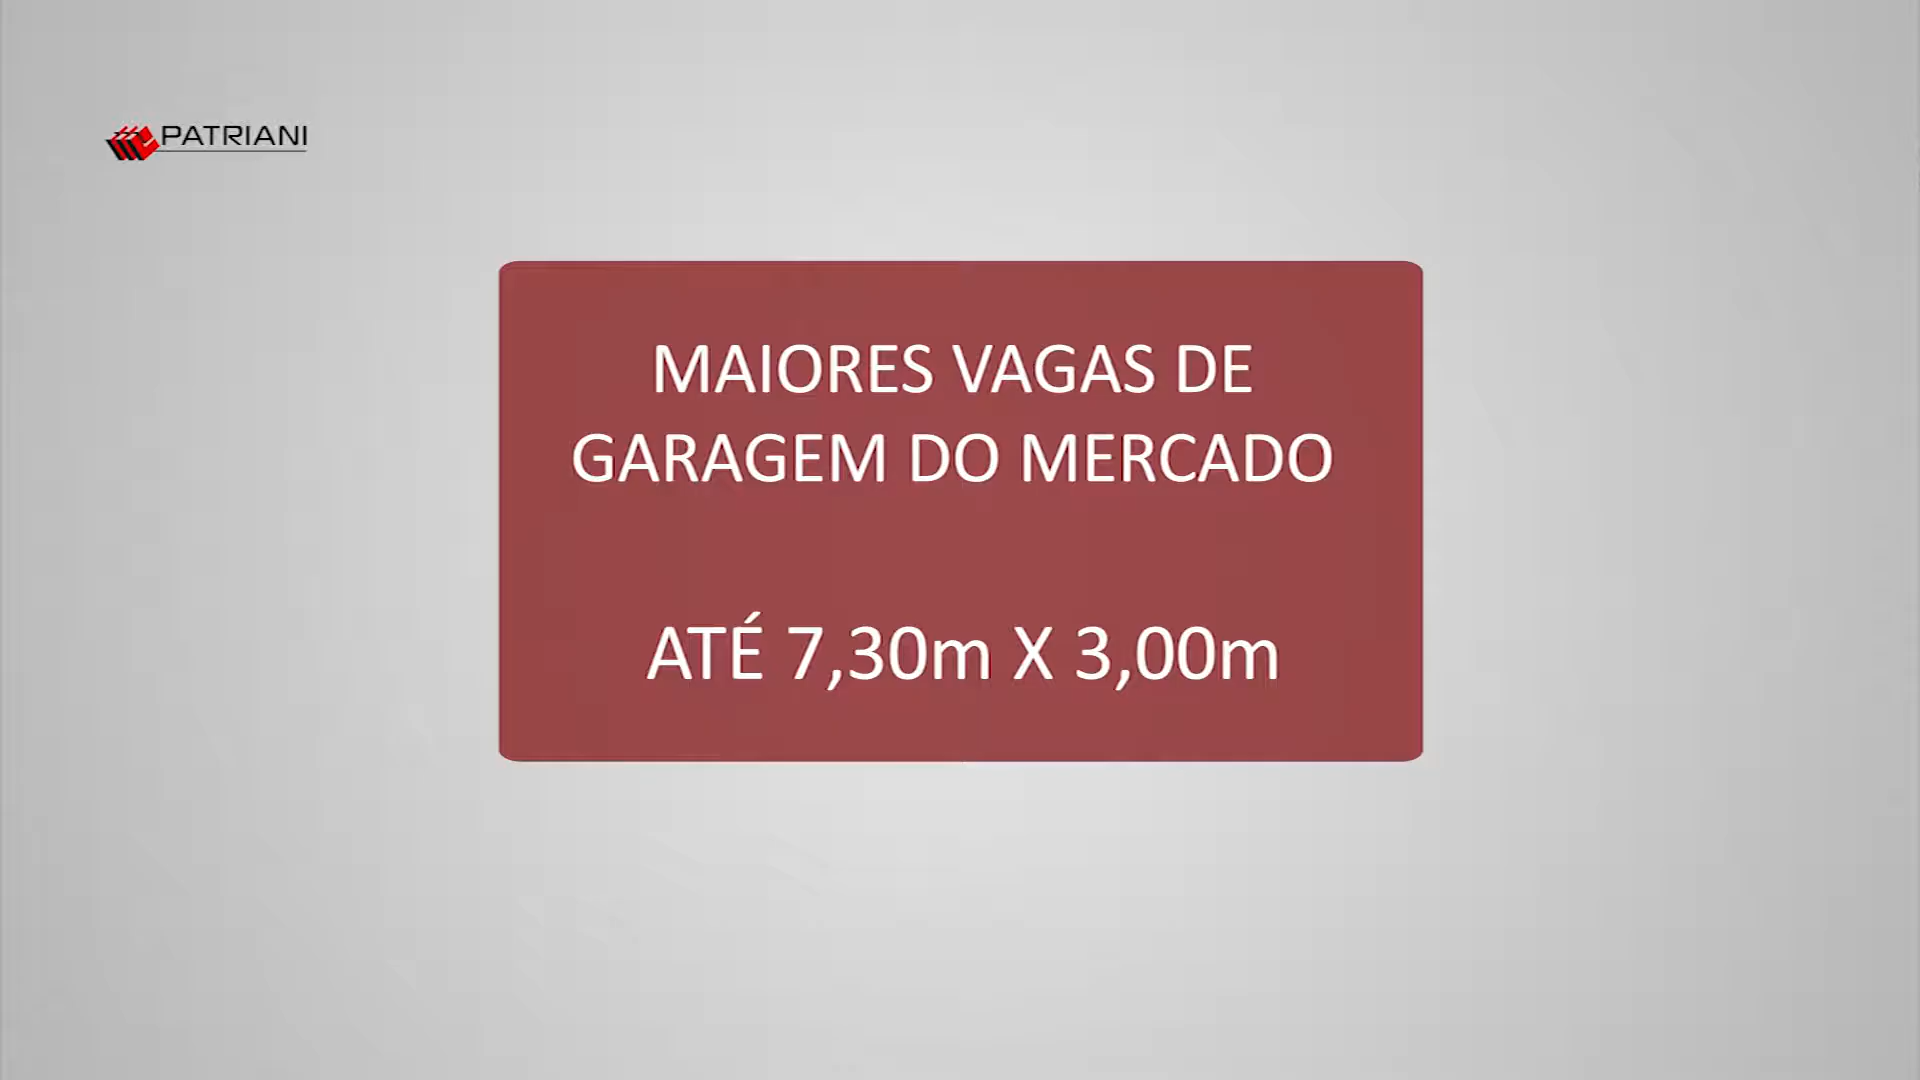 PATRIANI
MAIORES VAGAS DE
GARAGEM DO MERCADO
ATÉ 7,30m X 3,00m